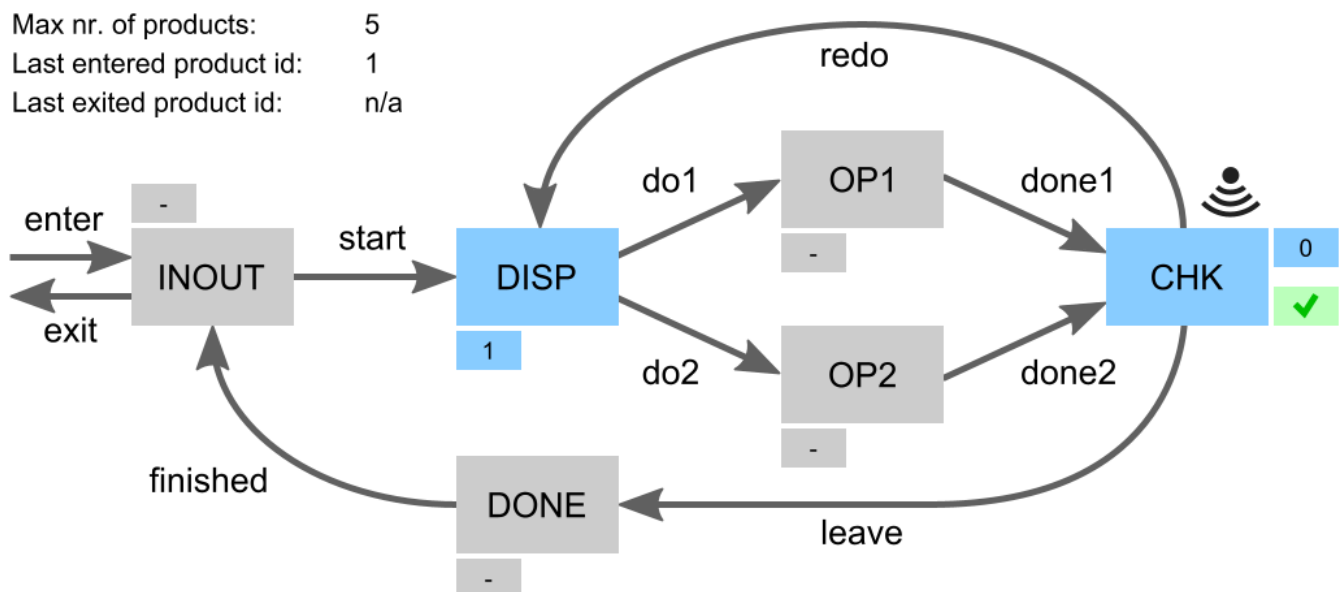 Max nr. of products: 5
Last entered product id: 1
Last exited product id: n/a
redo
do1
OP1
done1
-
enter
start
INOUT
DISP
-
CHK
0
exit
1
do2
OP2
done2
-
finished
DONE
leave
-